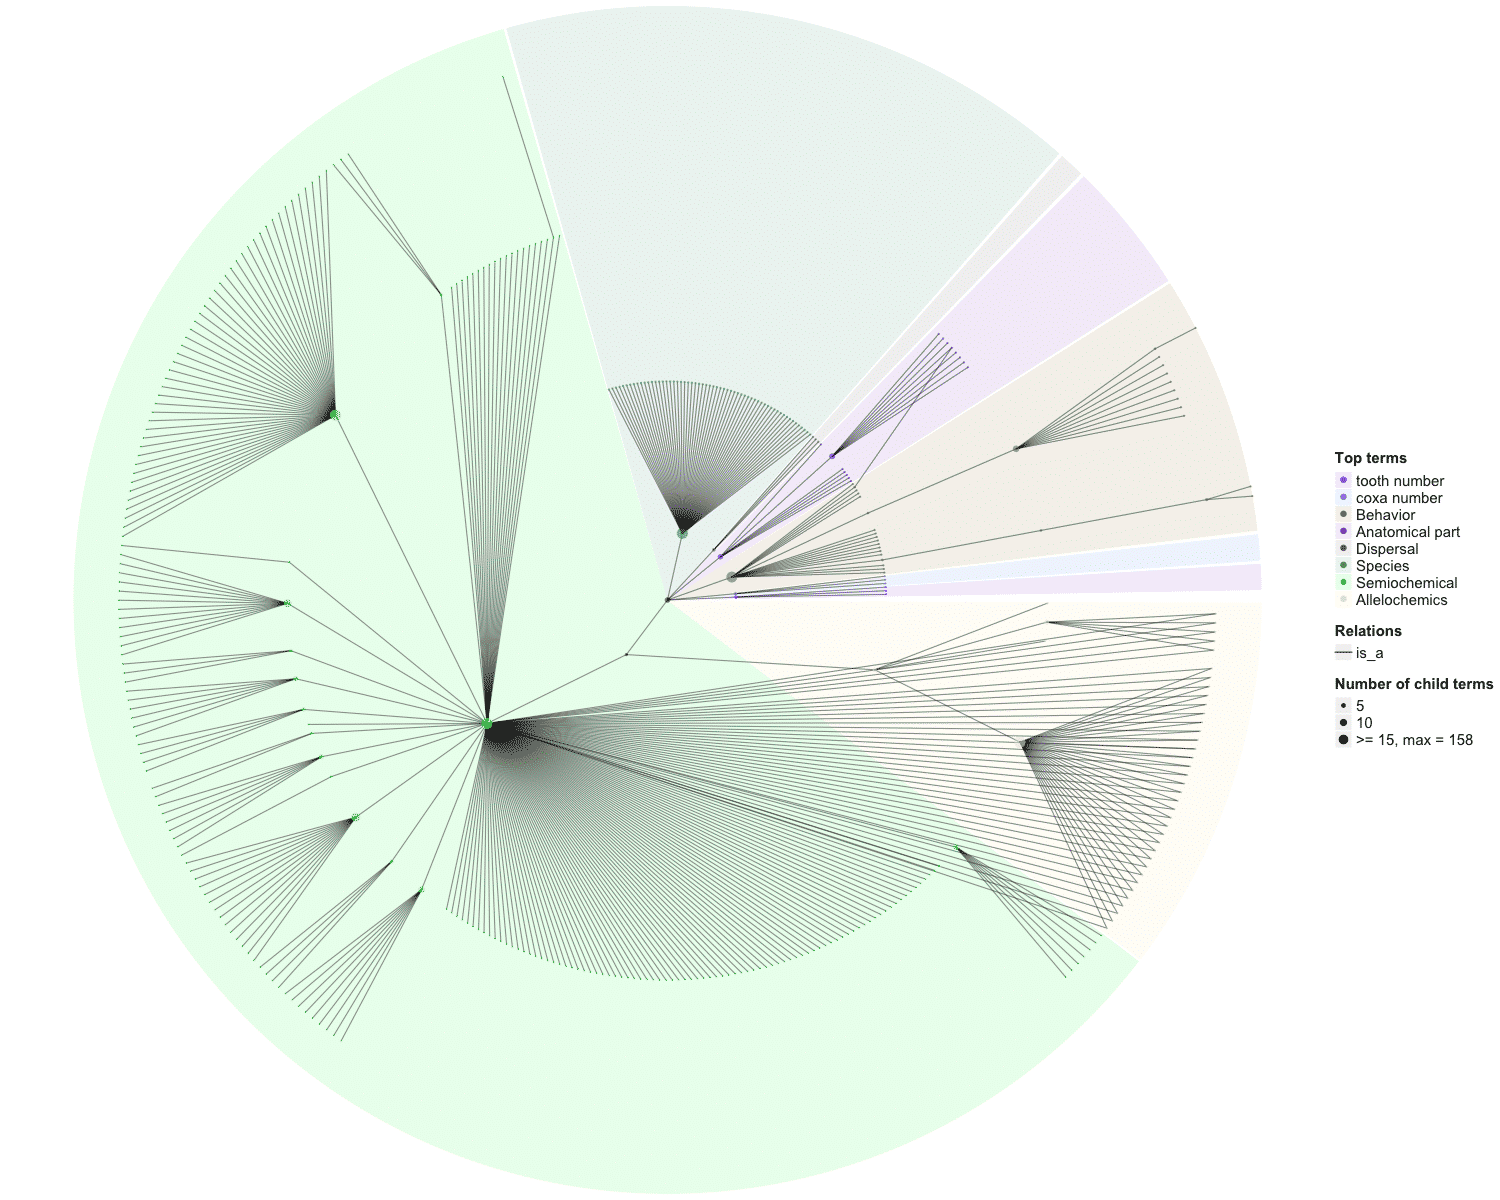 Top terms
tooth number
coxa number
Behavior
Anatomical part
Dispersal
Species
Semiochemical
Allelochemics
Relations
is_a
Number of child terms
5
10
>= 15, max = 158